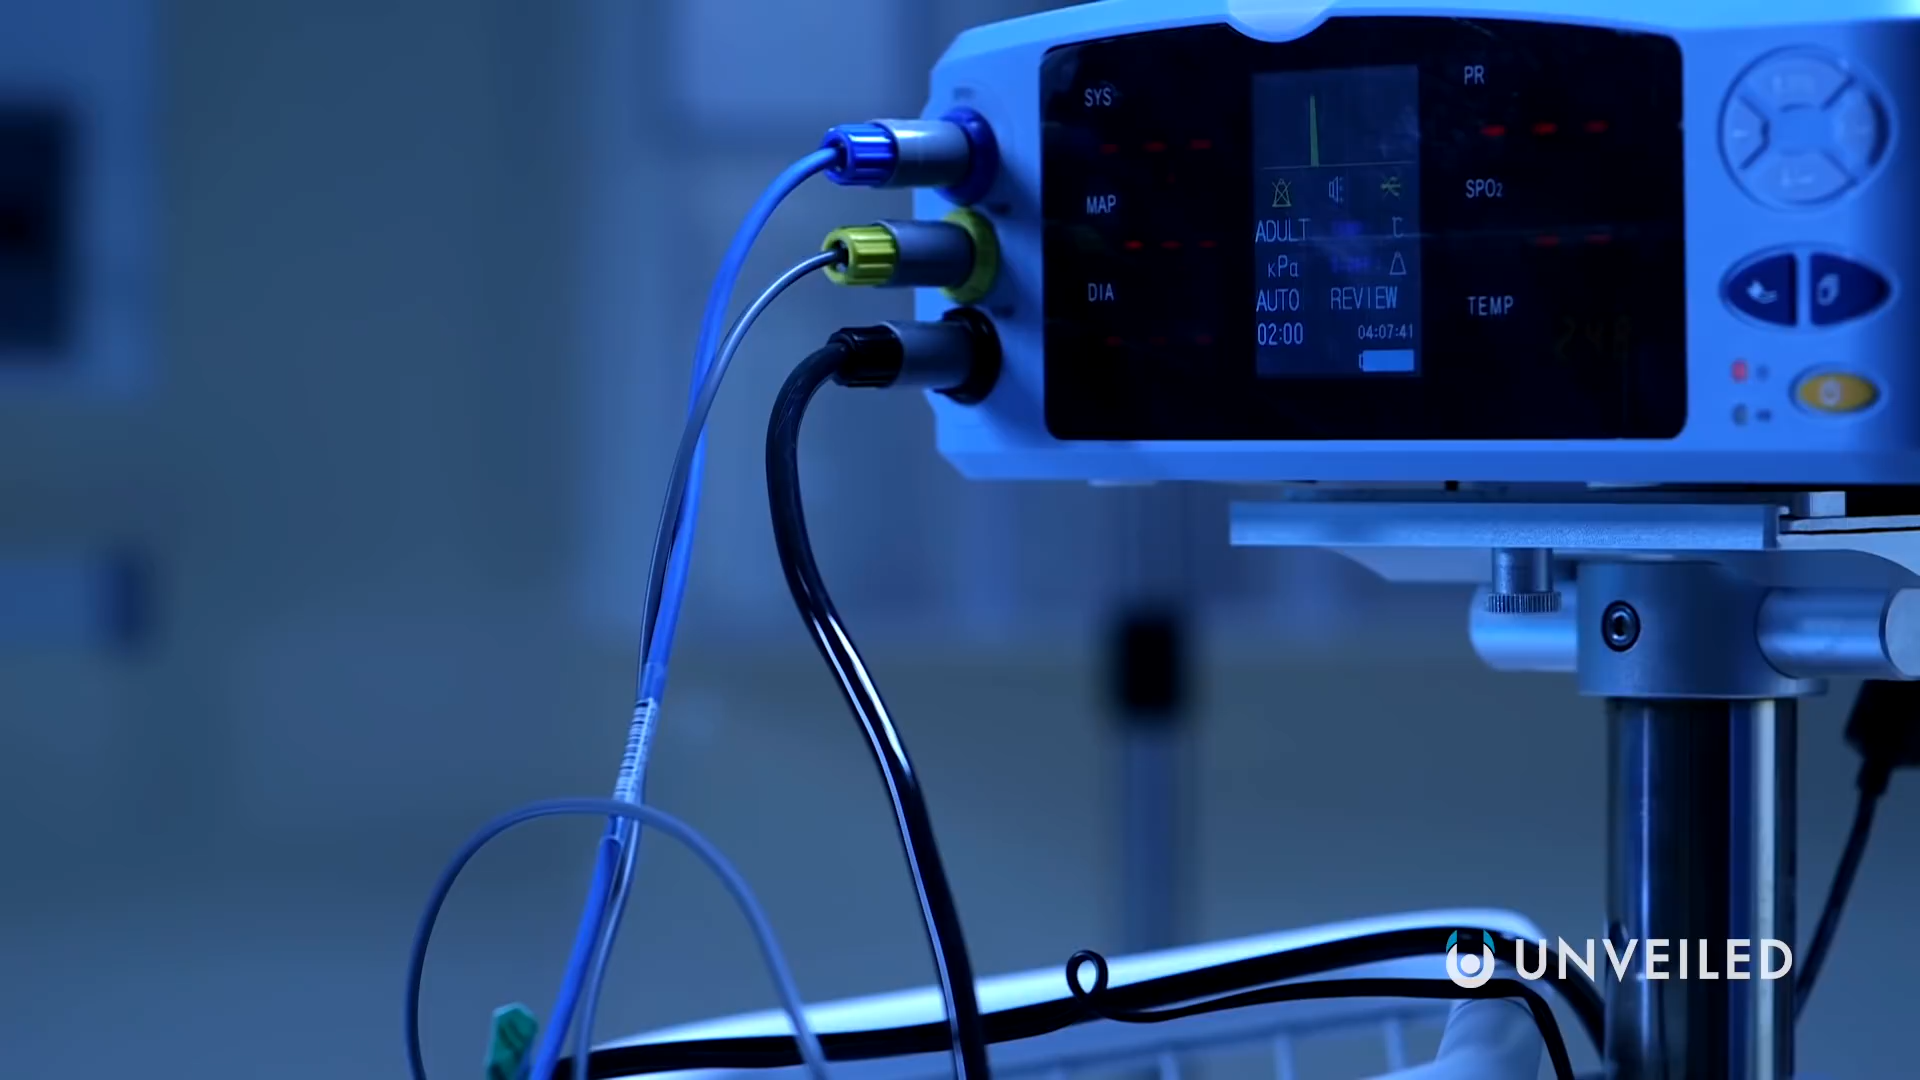 SYS
MAP
DIA
ADULT
℃
kPa
AUTO
REVIEW
02:00
04:07:41
PR
SPO₂
TEMP
UNVEILED